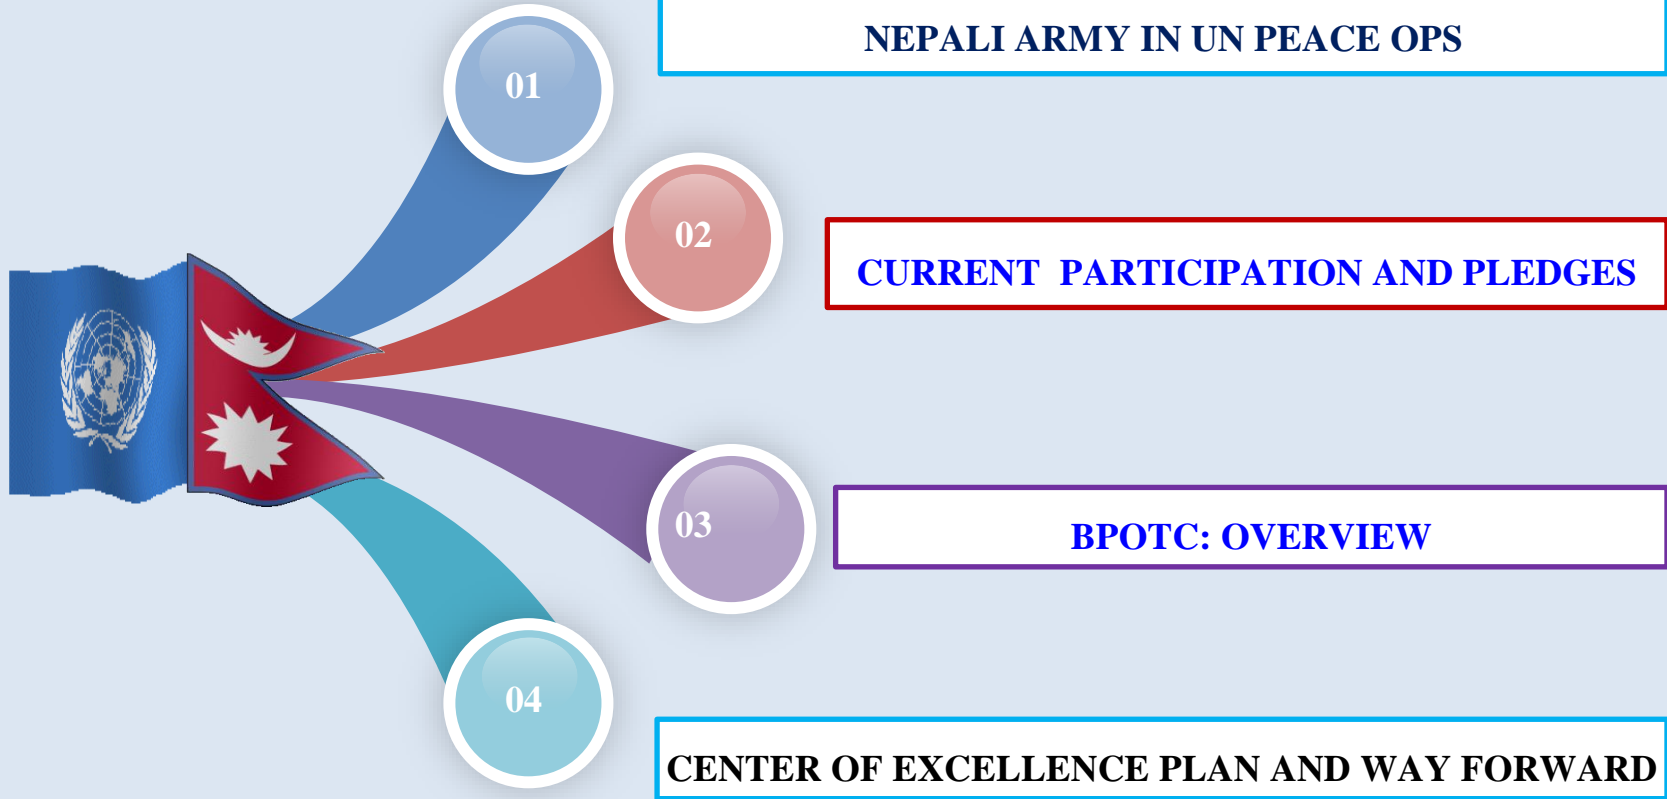 01
NEPALI ARMY IN UN PEACE OPS
02
CURRENT PARTICIPATION AND PLEDGES
03
BPOTC: OVERVIEW
04
CENTER OF EXCELLENCE PLAN AND WAY FORWARD